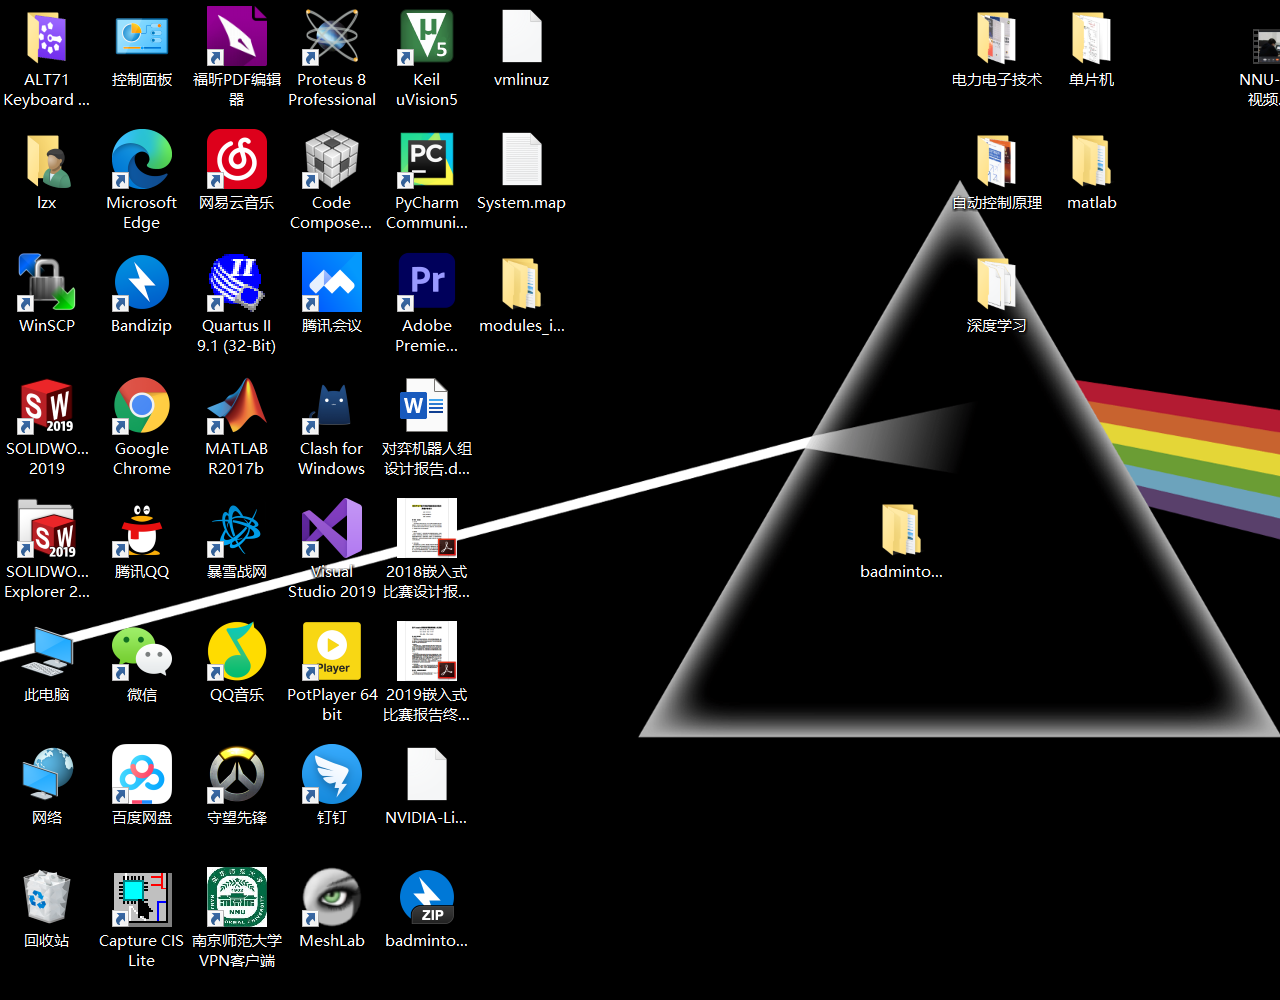 ALT71
Keyboard ...
控制面板
福昕PDF编辑
器
Proteus 8
Professional
Keil
uVision5
vmlinuz
电力电子技术
单片机
NNU-
视频.
lzx
Microsoft
Edge
网易云音乐
Code
Compose...
PC
PyCharm
Communi...
System.map
自动控制原理
matlab
WinSCP
Bandizip
II
Quartus II
9.1 (32-Bit)
腾讯会议
Pr
Adobe
Premie...
modules_i...
深度学习
SW
2019
SOLIDWO...
2019
Google
Chrome
MATLAB
R2017b
Clash for
Windows
W
对弈机器人组
设计报告.d...
SW
2019
SOLIDWO...
Explorer 2...
腾讯QQ
暴雪战网
Visual
Studio 2019
2018嵌入式
比赛设计报...
badminto...
此电脑
微信
QQ音乐
Player
PotPlayer 64
bit
2019嵌入式
比赛报告终...
网络
百度网盘
守望先锋
钉钉
NVIDIA-Li...
回收站
Capture CIS
Lite
南京师范大学
VPN客户端
MeshLab
ZIP
badminto...